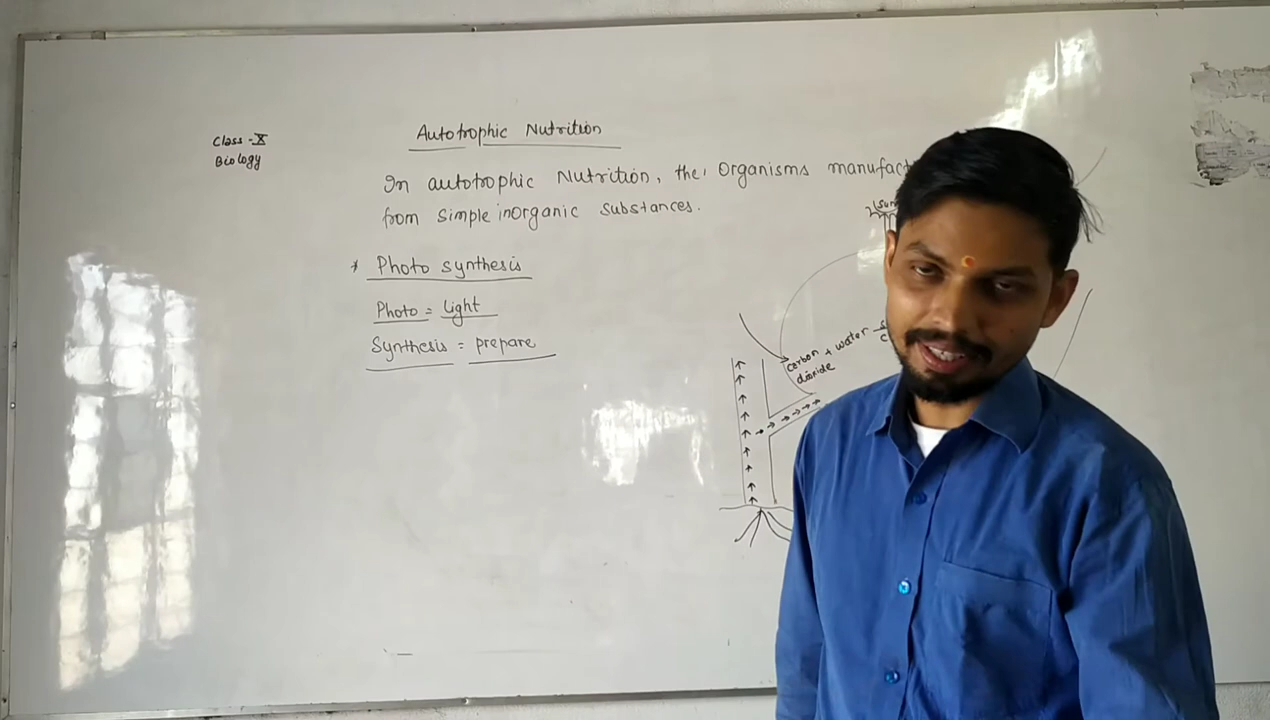 Class - X
Biology
Autotrophic Nutrition
In autotrophic Nutrition, the Organisms manufact
from simple inorganic substances.
* Photo synthesis
Photo = light
Synthesis = prepare
Sun
Carbon + water
dioxide